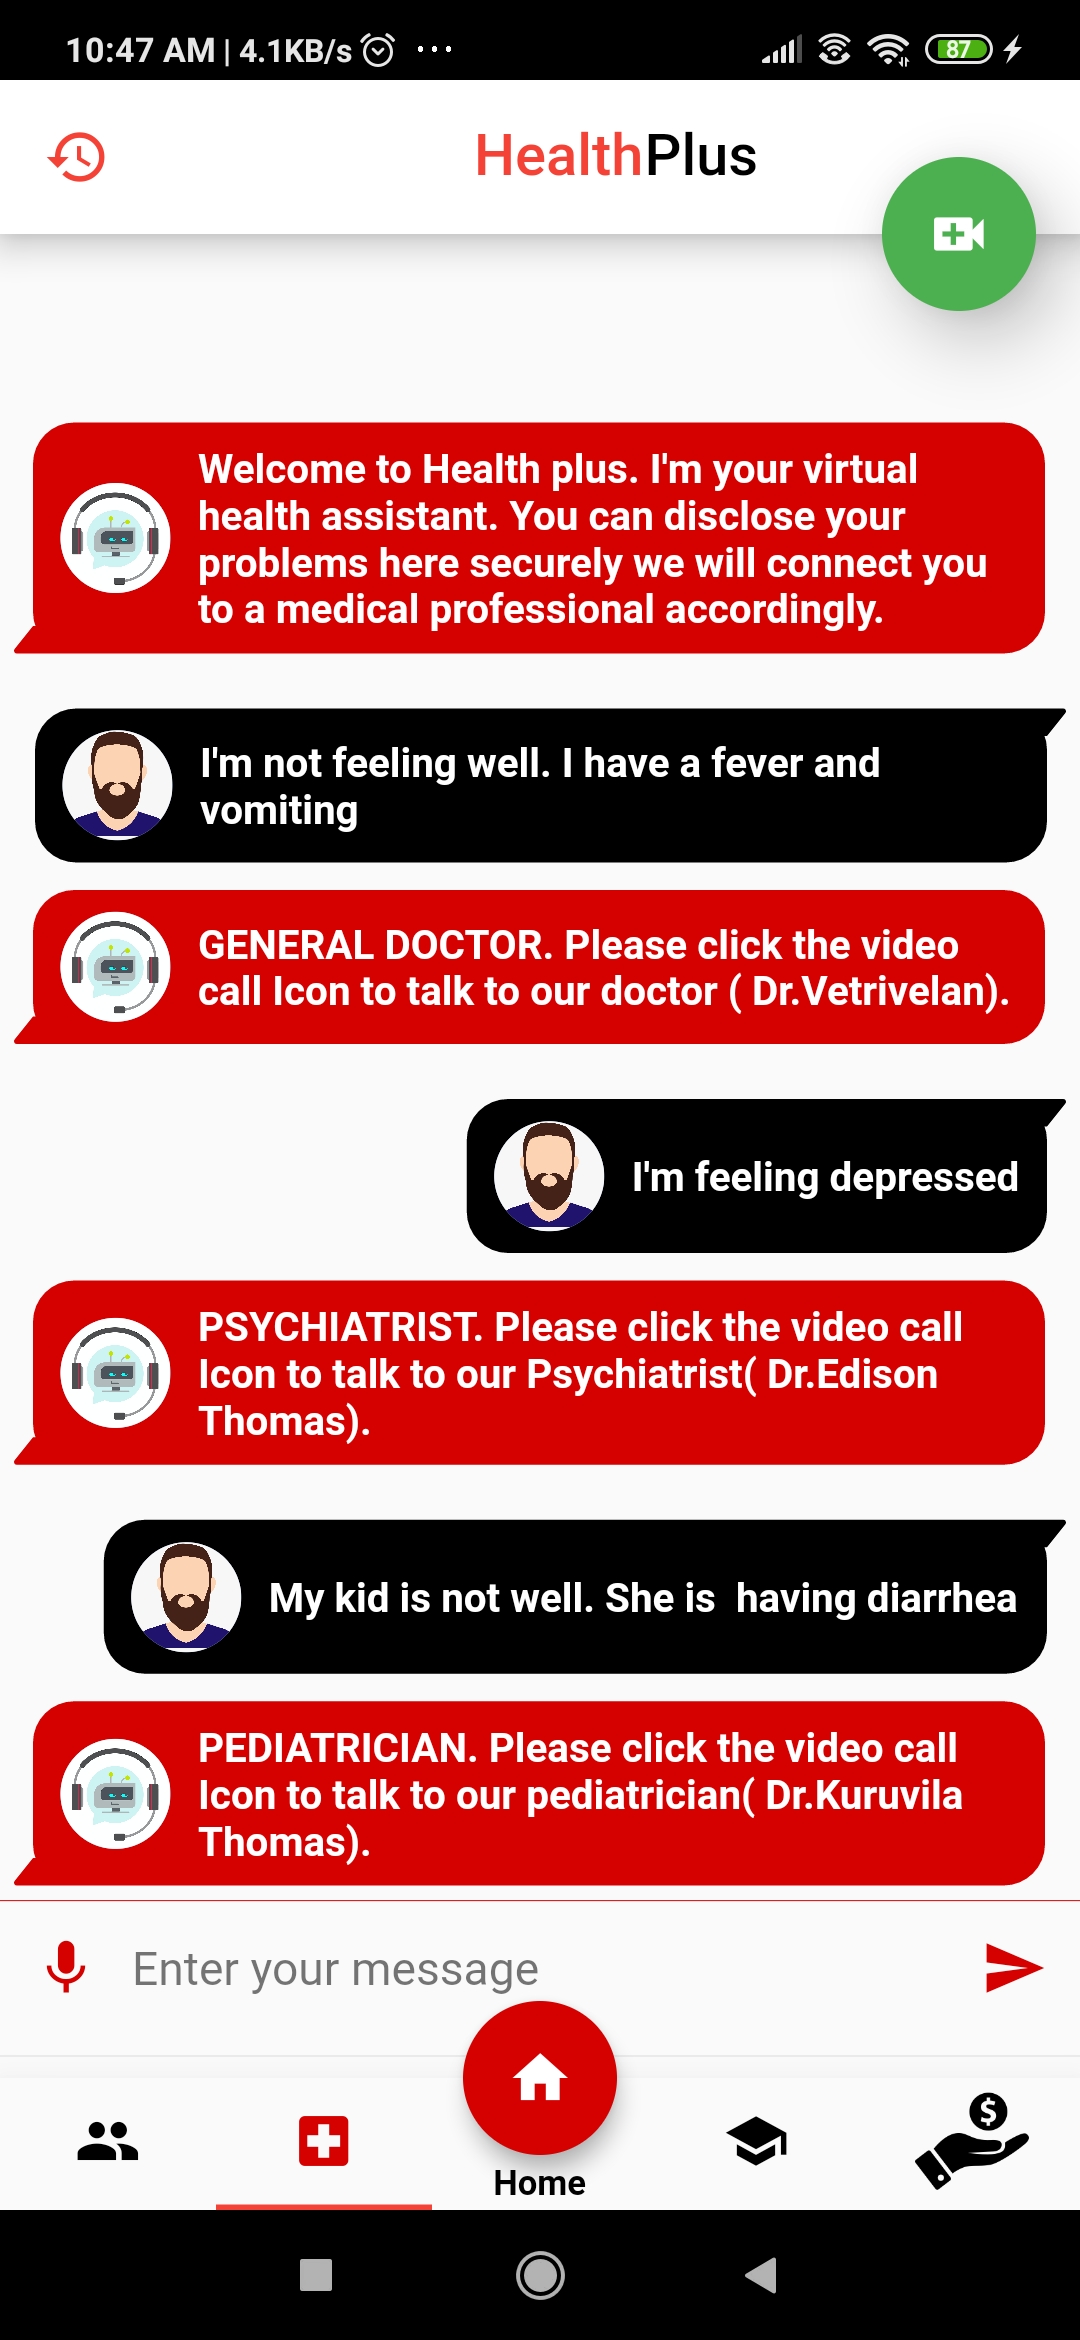 10:47 AM | 4.1KB/s ...
87
HealthPlus
Welcome to Health plus. I'm your virtual
health assistant. You can disclose your
problems here securely we will connect you
to a medical professional accordingly.
I'm not feeling well. I have a fever and
vomiting
GENERAL DOCTOR. Please click the video
call Icon to talk to our doctor ( Dr.Vetrivelan).
I'm feeling depressed
PSYCHIATRIST. Please click the video call
Icon to talk to our Psychiatrist( Dr.Edison
Thomas).
My kid is not well. She is  having diarrhea
PEDIATRICIAN. Please click the video call
Icon to talk to our pediatrician( Dr.Kuruvila
Thomas).
Enter your message
$
Home